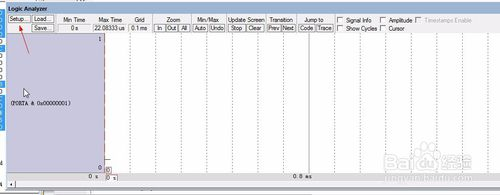 Logic Analyzer
Setup... Load... Min Time Max Time Grid Zoom Min/Max Update Screen Transition Jump to Signal Info Amplitude Timestamps Enable
Save... 0 s 22.08333 us 0.1 ms In Out All Auto Undo Stop Clear Prev Next Code Trace Show Cycles Cursor
1
(PORTA & 0x00000001)
0
0
0 s 0 s 0.8 ms
Baidu 经验
jingyan.baidu.com